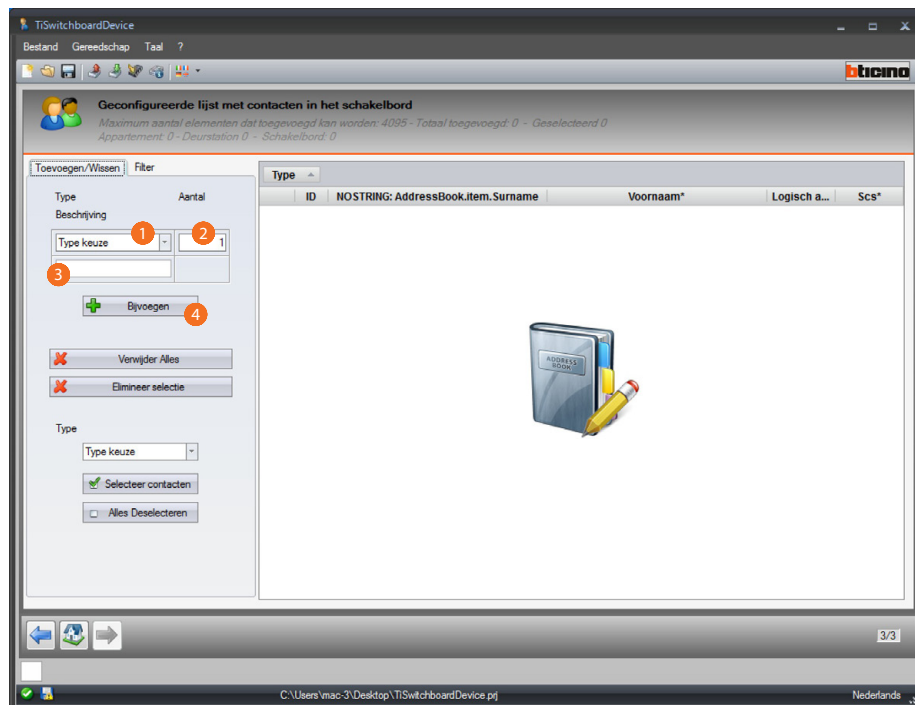 TiSwitchboardDevice
Bestand Gereedschap Taal ?
bticino
Geconfigureerde lijst met contacten in het schakelbord
Maximum aantal elementen dat toegevoegd kan worden: 4095 - Totaal toegevoegd: 0 - Geselecteerd 0
Appartement: 0 - Deurstation 0 - Schakelbord: 0
Toevoegen/Wissen Filter
Type
Type Aantal
ID NOSTRING: AddressBook.item.Surname Voornaam* Logisch a... Scs*
Beschrijving
Type keuze 1 2 1
3
Bijvoegen 4
ADDRESS
BOOK
Verwijder Alles
Elimineer selectie
Type
Type keuze
Selecteer contacten
Alles Deselecteren
3/3
C:\Users\mac-3\Desktop\TiSwitchboardDevice.prj Nederlands